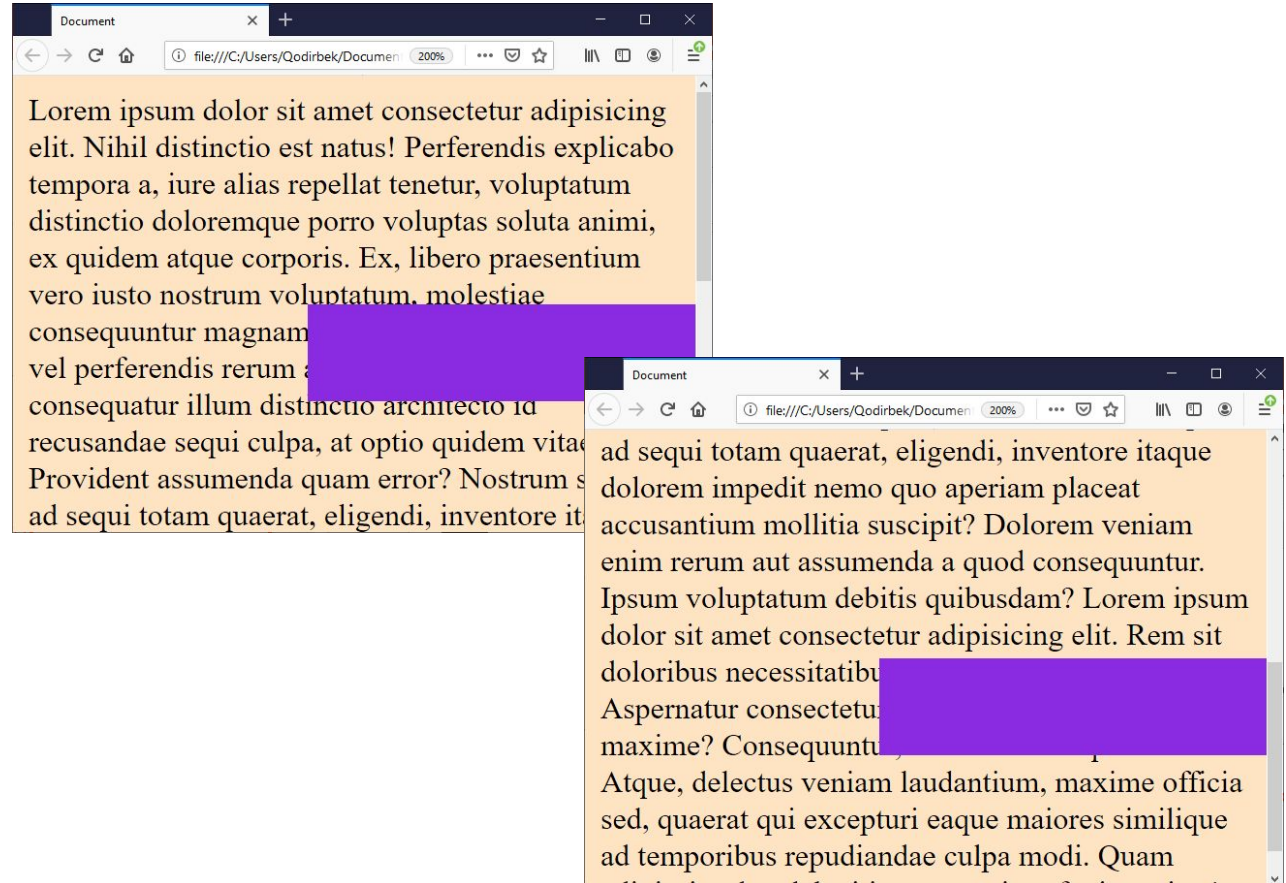 Document
file:///C:/Users/Qodirbek/Documen
200%
Lorem ipsum dolor sit amet consectetur adipisicing
elit. Nihil distinctio est natus! Perferendis explicabo
tempora a, iure alias repellat tenetur, voluptatum
distinctio doloremque porro voluptas soluta animi,
ex quidem atque corporis. Ex, libero praesentium
vero iusto nostrum voluptatum, molestiae
consequuntur magnam
vel perferendis rerum
consequatur illum distinctio architecto id
recusandae sequi culpa, at optio quidem vitae
Provident assumenda quam error? Nostrum
ad sequi totam quaerat, eligendi, inventore
Document
file:///C:/Users/Qodirbek/Documen
200%
ad sequi totam quaerat, eligendi, inventore itaque
dolorem impedit nemo quo aperiam placeat
accusantium mollitia suscipit? Dolorem veniam
enim rerum aut assumenda a quod consequuntur.
Ipsum voluptatum debitis quibusdam? Lorem ipsum
dolor sit amet consectetur adipisicing elit. Rem sit
doloribus
Aspernatur
maxime?
Atque, delectus veniam laudantium, maxime officia
sed, quaerat qui excepturi eaque maiores similique
ad temporibus repudiandae culpa modi. Quam